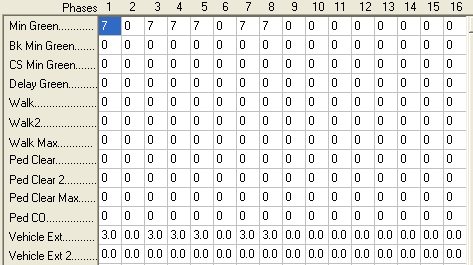 Phases 1 2 3 4 5 6 7 8 9 10 11 12 13 14 15 16
Min Green............ 7 0 7 7 7 0 7 7 0 0 0 0 0 0 0 0
Bk Min Green...... 0 0 0 0 0 0 0 0 0 0 0 0 0 0 0 0
CS Min Green...... 0 0 0 0 0 0 0 0 0 0 0 0 0 0 0 0
Delay Green......... 0 0 0 0 0 0 0 0 0 0 0 0 0 0 0 0
Walk.................... 0 0 0 0 0 0 0 0 0 0 0 0 0 0 0 0
Walk2.................. 0 0 0 0 0 0 0 0 0 0 0 0 0 0 0 0
Walk Max............ 0 0 0 0 0 0 0 0 0 0 0 0 0 0 0 0
Ped Clear............ 0 0 0 0 0 0 0 0 0 0 0 0 0 0 0 0
Ped Clear 2......... 0 0 0 0 0 0 0 0 0 0 0 0 0 0 0 0
Ped Clear Max..... 0 0 0 0 0 0 0 0 0 0 0 0 0 0 0 0
Ped CO............... 0 0 0 0 0 0 0 0 0 0 0 0 0 0 0 0
Vehicle Ext.......... 3.0 0.0 3.0 3.0 3.0 0.0 3.0 3.0 0.0 0.0 0.0 0.0 0.0 0.0 0.0 0.0
Vehicle Ext 2....... 0.0 0.0 0.0 0.0 0.0 0.0 0.0 0.0 0.0 0.0 0.0 0.0 0.0 0.0 0.0 0.0